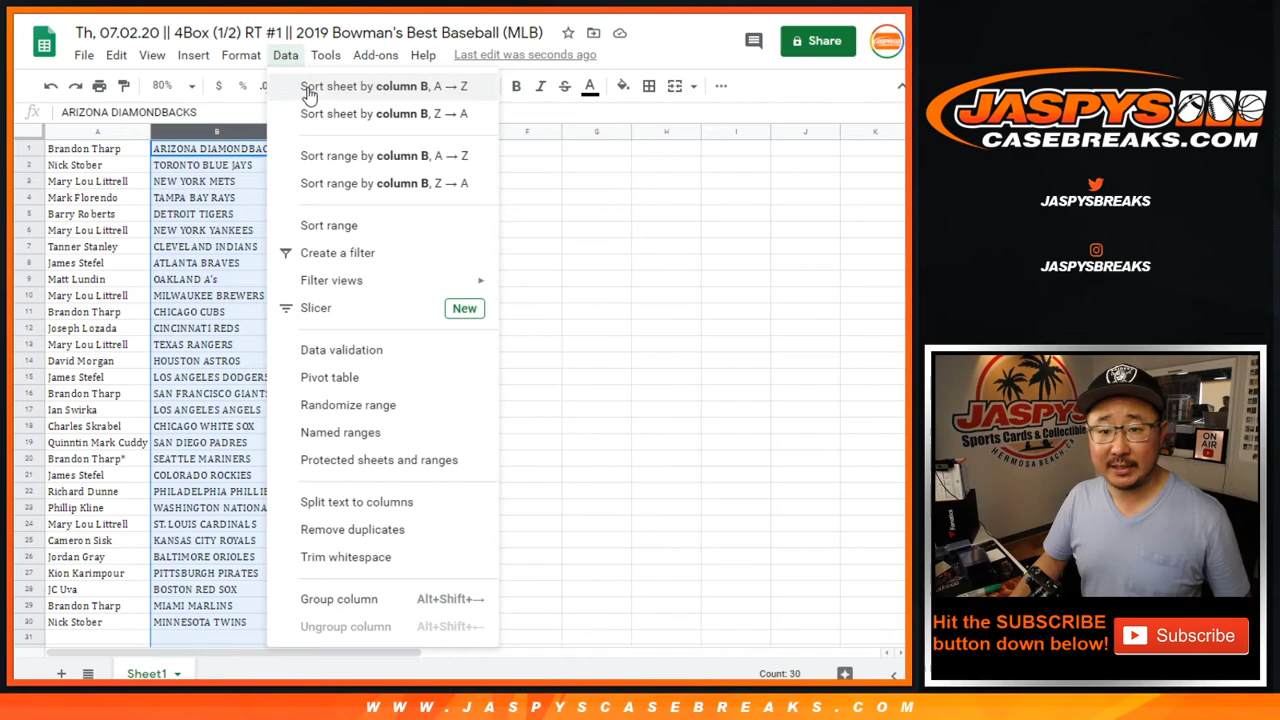 Th, 07.02.20 || 4Box (1/2) RT #1 || 2019 Bowman's Best Baseball (MLB)
File Edit View Insert Format Data Tools Add-ons Help Last edit was seconds ago
Share
80% $ % .0 B I S A
fx ARIZONA DIAMONDBACKS
A B F G H I J K
1 Brandon Tharp ARIZONA DIAMONDBAC
2 Nick Stober TORONTO BLUE JAYS
3 Mary Lou Littrell NEW YORK METS
4 Mark Florendo TAMPA BAY RAYS
5 Barry Roberts DETROIT TIGERS
6 Mary Lou Littrell NEW YORK YANKEES
7 Tanner Stanley CLEVELAND INDIANS
8 James Stefel ATLANTA BRAVES
9 Matt Lundin OAKLAND A's
10 Mary Lou Littrell MILWAUKEE BREWERS
11 Brandon Tharp CHICAGO CUBS
12 Joseph Lozada CINCINNATI REDS
13 Mary Lou Littrell TEXAS RANGERS
14 David Morgan HOUSTON ASTROS
15 James Stefel LOS ANGELES DODGERS
16 Brandon Tharp SAN FRANCISCO GIANTS
17 Ian Swirka LOS ANGELES ANGELS
18 Charles Skrabel CHICAGO WHITE SOX
19 Quinntin Mark Cuddy SAN DIEGO PADRES
20 Brandon Tharp* SEATTLE MARINERS
21 James Stefel COLORADO ROCKIES
22 Richard Dunne PHILADELPHIA PHILLIE
23 Phillip Kline WASHINGTON NATIONA
24 Mary Lou Littrell ST. LOUIS CARDINALS
25 Cameron Sisk KANSAS CITY ROYALS
26 Jordan Gray BALTIMORE ORIOLES
27 Kion Karimpour PITTSBURGH PIRATES
28 JC Uva BOSTON RED SOX
29 Brandon Tharp MIAMI MARLINS
30 Nick Stober MINNESOTA TWINS
31
Sort sheet by column B, A → Z
Sort sheet by column B, Z → A
Sort range by column B, A → Z
Sort range by column B, Z → A
Sort range
Create a filter
Filter views
Slicer New
Data validation
Pivot table
Randomize range
Named ranges
Protected sheets and ranges
Split text to columns
Remove duplicates
Trim whitespace
Group column Alt+Shift+→
Ungroup column Alt+Shift+←
Sheet1
Count: 30
JASPYS
CASEBREAKS.COM
JASPYSBREAKS
JASPYSBREAKS
JASPYS
Sports Cards & Collectibles
HERMOSA BEACH, CA
ON AIR
Fanatics
Hit the SUBSCRIBE
button down below!
Subscribe
WWW.JASPYSCASEBREAKS.COM